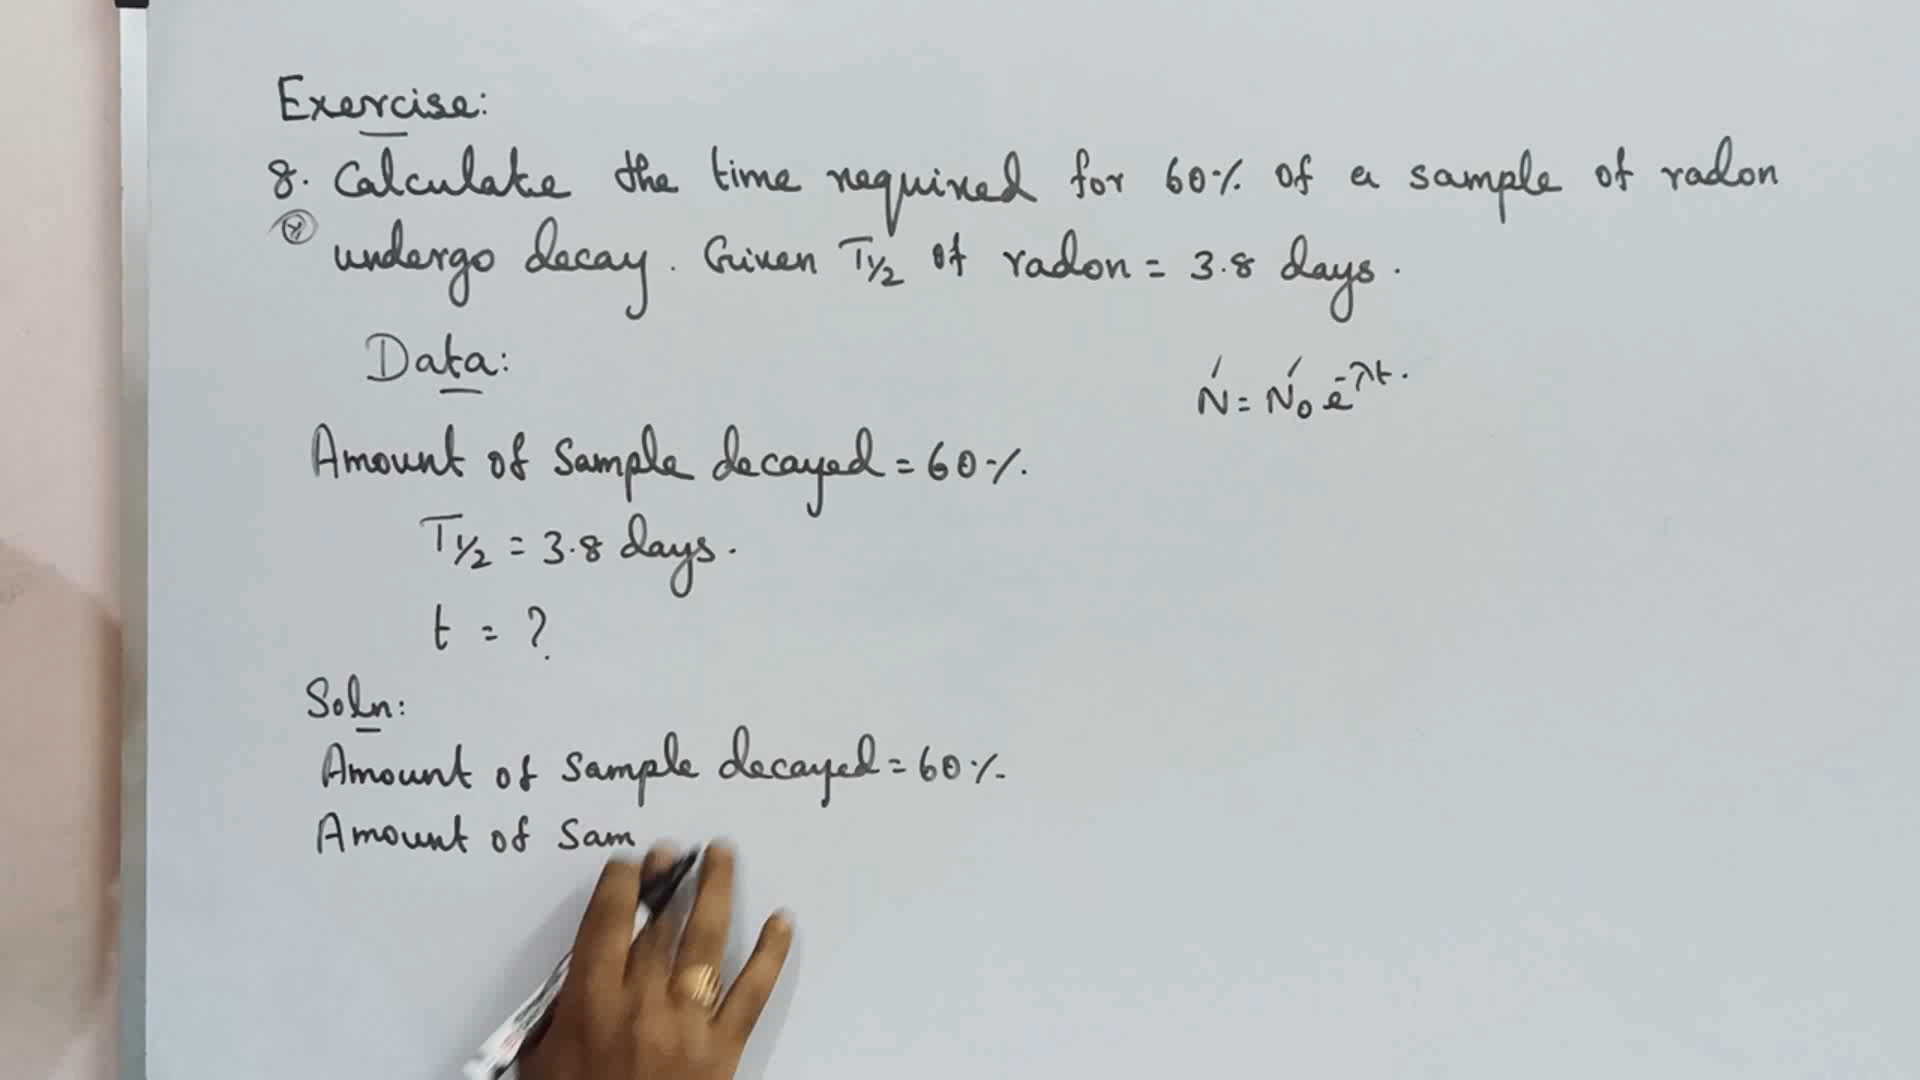 Exercise:
8. Calculate the time required for 60% of a sample of radon
undergo decay. Given T½ of radon = 3.8 days.
Data:
N = N₀ e^-λt.
Amount of sample decayed = 60%.
T½ = 3.8 days.
t = ?
Soln:
Amount of sample decayed = 60%.
Amount of Sam